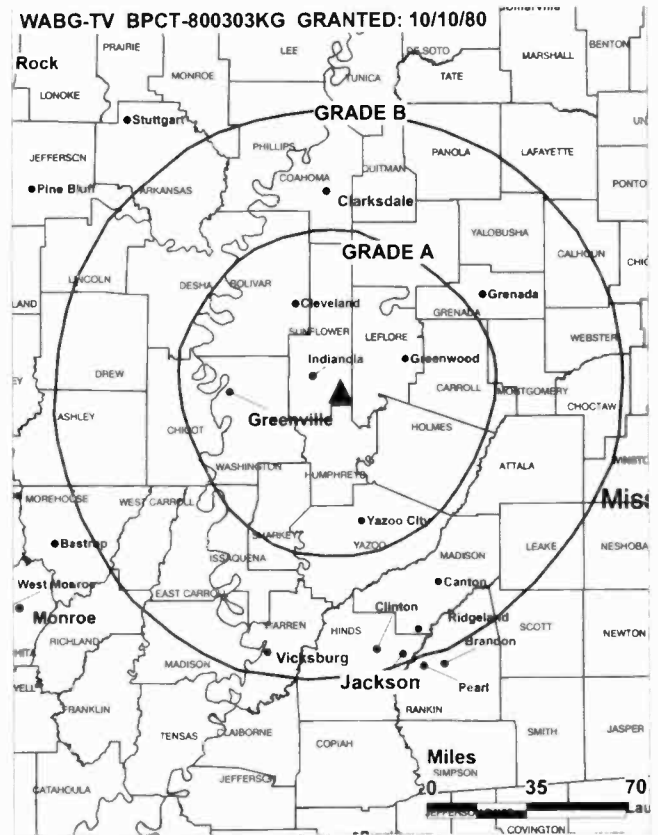 WABG-TV BPCT-800303KG GRANTED: 10/10/80
PRAIRIE
LEE
DE SOTO
MARSHALL
BENTON
Rock
MONROE
TUNICA
TATE
LONOKE
Stuttgart
GRADE B
JEFFERSON
PHILLIPS
PANOLA
LAFAYETTE
QUITMAN
COAHOMA
Pine Bluff
ARKANSAS
Clarksdale
PONTO
YALOBUSHA
GRADE A
CALHOUN
LINCOLN
DESHA
BOLIVAR
Grenada
LAND
Cleveland
GRENADA
SUNFLOWER
LEFLORE
WEBSTER
Indianola
Greenwood
DREW
CARROLL
MONTGOMERY
CHOCTAW
ASHLEY
Greenville
CHICOT
HOLMES
ATTALA
WASHINGTON
HUMPHREYS
MOREHOUSE
WEST CARROLL
Miss
Yazoo City
SHARKEY
YAZOO
Bastrop
ISSAQUENA
MADISON
LEAKE
NESHOBA
West Monroe
EAST CARROLL
Canton
Monroe
Clinton
Ridgeland
WARREN
HINDS
SCOTT
NEWTON
RICHLAND
Brandon
Vicksburg
MADISON
Jackson
Pearl
FRANKLIN
RANKIN
TENSAS
CLAIBORNE
SMITH
JASPER
COPIAH
Miles
JEFFERSON
SIMPSON
CATAHOULA
20 35 70
COVINGTON